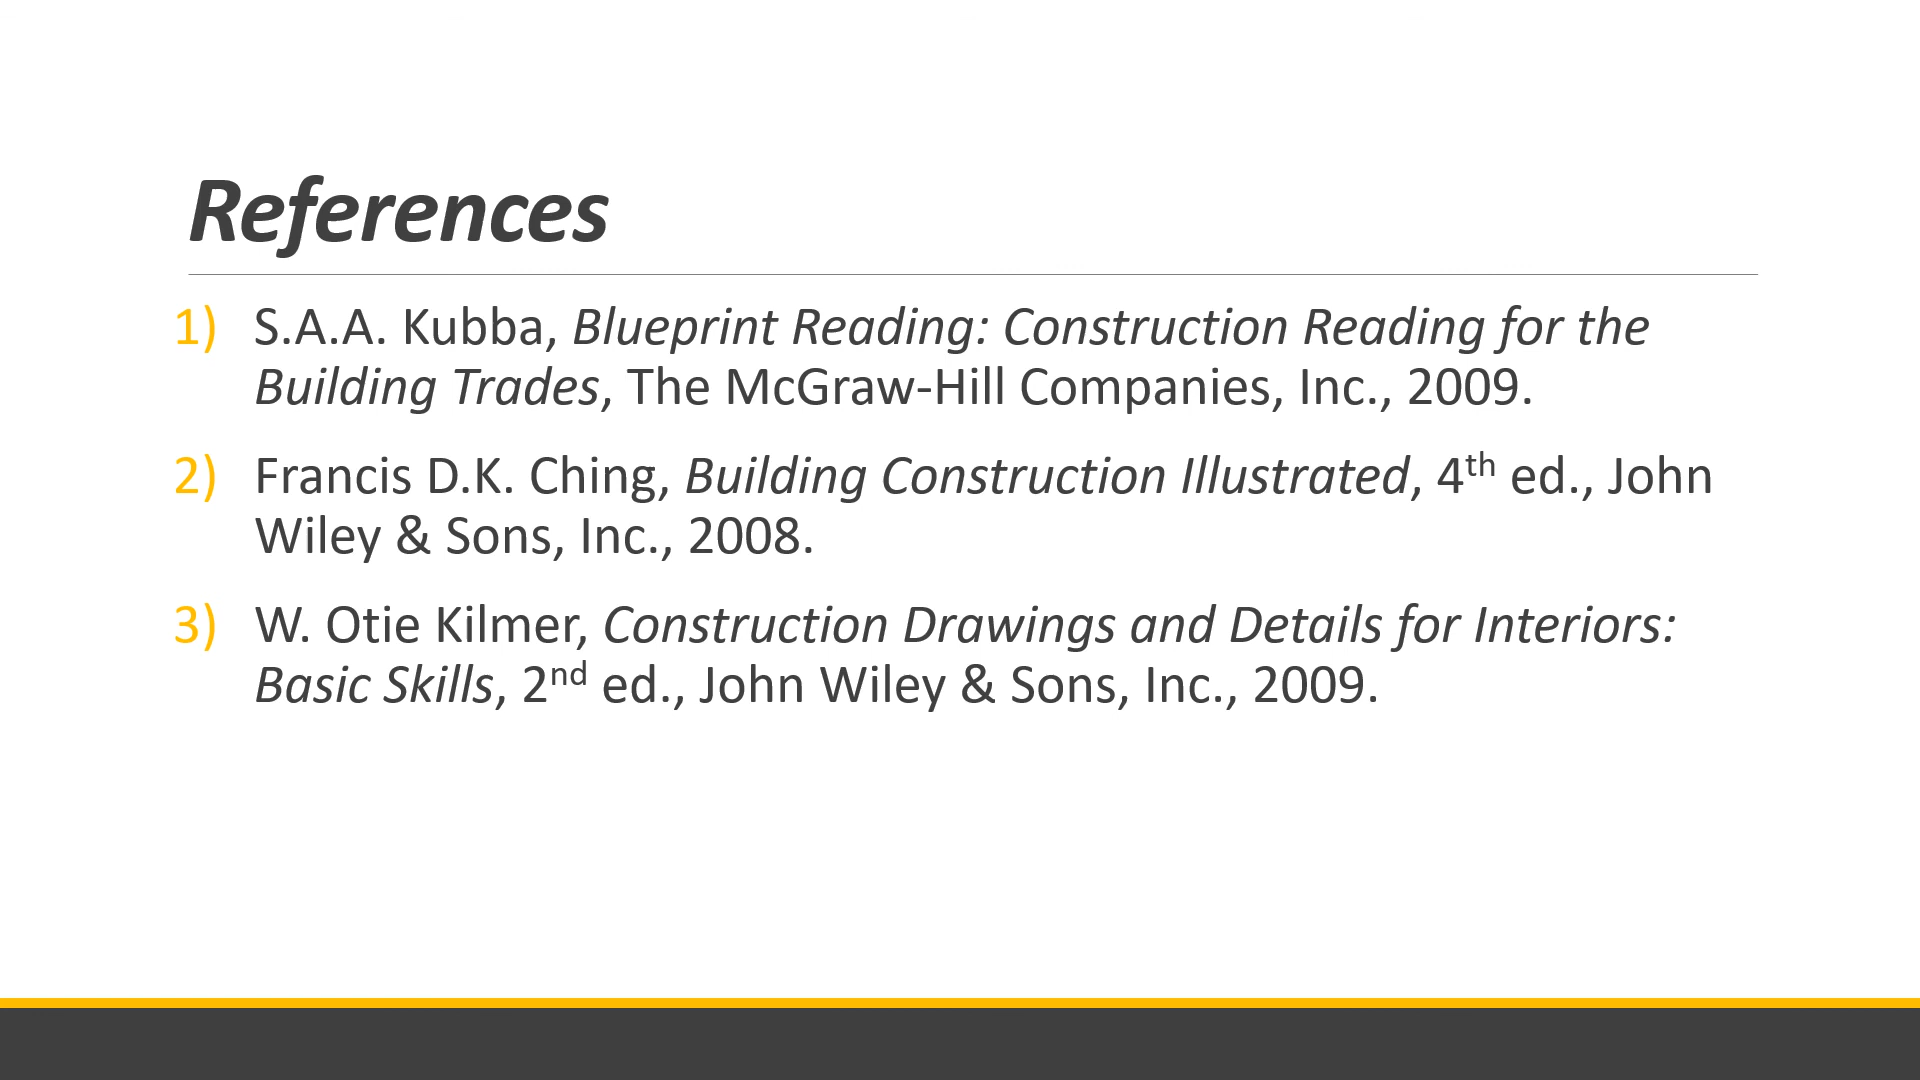 References
1) S.A.A. Kubba, Blueprint Reading: Construction Reading for the
Building Trades, The McGraw-Hill Companies, Inc., 2009.
2) Francis D.K. Ching, Building Construction Illustrated, 4th ed., John
Wiley & Sons, Inc., 2008.
3) W. Otie Kilmer, Construction Drawings and Details for Interiors:
Basic Skills, 2nd ed., John Wiley & Sons, Inc., 2009.